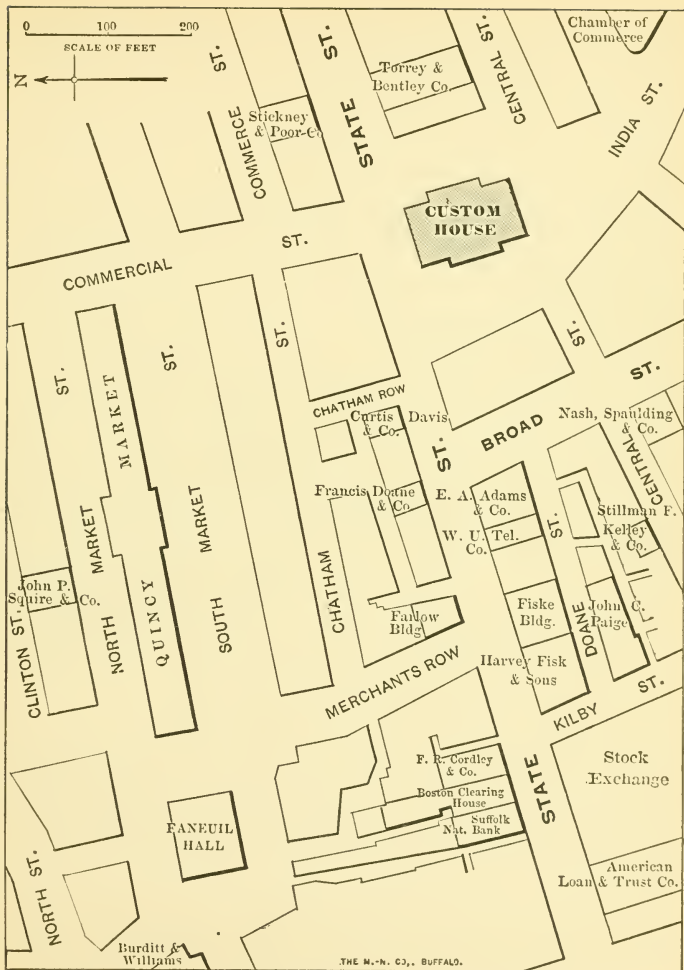 0 100 200
SCALE OF FEET
N
ST.
COMMERCE
Stickney
& Poor Co
STATE ST.
Torrey &
Bentley Co.
CENTRAL ST.
Chamber of
Commerce
INDIA ST.
CUSTOM
HOUSE
COMMERCIAL ST.
ST.
ST.
ST.
ST.
ST.
MARKET
CHATHAM ROW
Curtis Davis
& Co.
ST.
BROAD
Nash, Spaulding
& Co.
CENTRAL
Francis Doane
& Co.
E. A. Adams
& Co.
W. U. Tel.
Co.
ST.
Stillman F.
Kelley
& Co.
John P.
Squire & Co.
CLINTON ST.
NORTH MARKET
QUINCY
SOUTH MARKET
CHATHAM
Farlow
Bldg
Fiske
Bldg.
DOANE
John C.
Paige
MERCHANTS ROW
Harvey Fisk
& Sons
KILBY ST.
F. R. Cordley
& Co.
Boston Clearing
House
Suffolk
Nat. Bank
STATE
Stock
Exchange
FANEUIL
HALL
American
Loan & Trust Co.
NORTH ST.
Burditt &
Williams
THE M.-N. CO., BUFFALO.